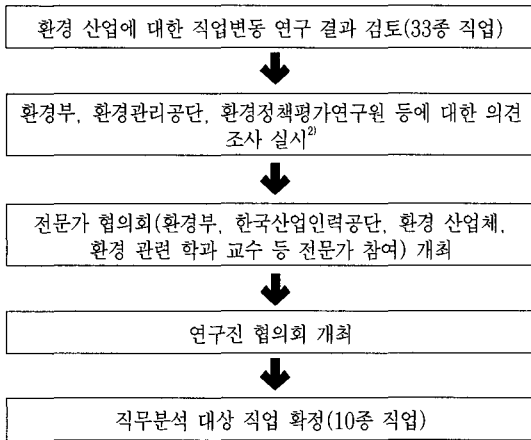 환경 산업에 대한 직업변동 연구 결과 검토(33종 직업)
환경부, 환경관리공단, 환경정책평가연구원 등에 대한 의견
조사 실시2)
전문가 협의회(환경부, 한국산업인력공단, 환경 산업체,
환경 관련 학과 교수 등 전문가 참여) 개최
연구진 협의회 개최
직무분석 대상 직업 확정(10종 직업)